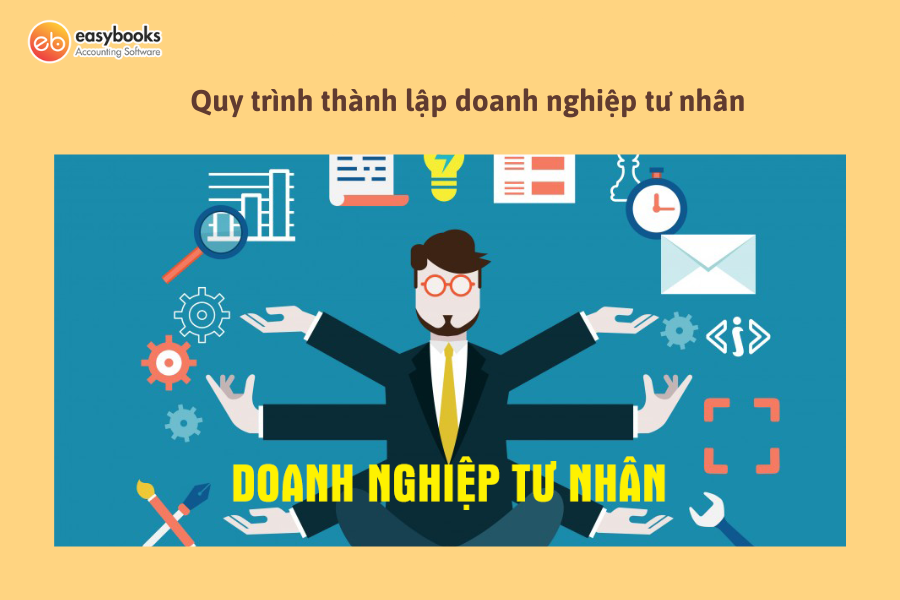 easybooks
Accounting Software
Quy trình thành lập doanh nghiệp tư nhân
DOANH NGHIỆP TƯ NHÂN